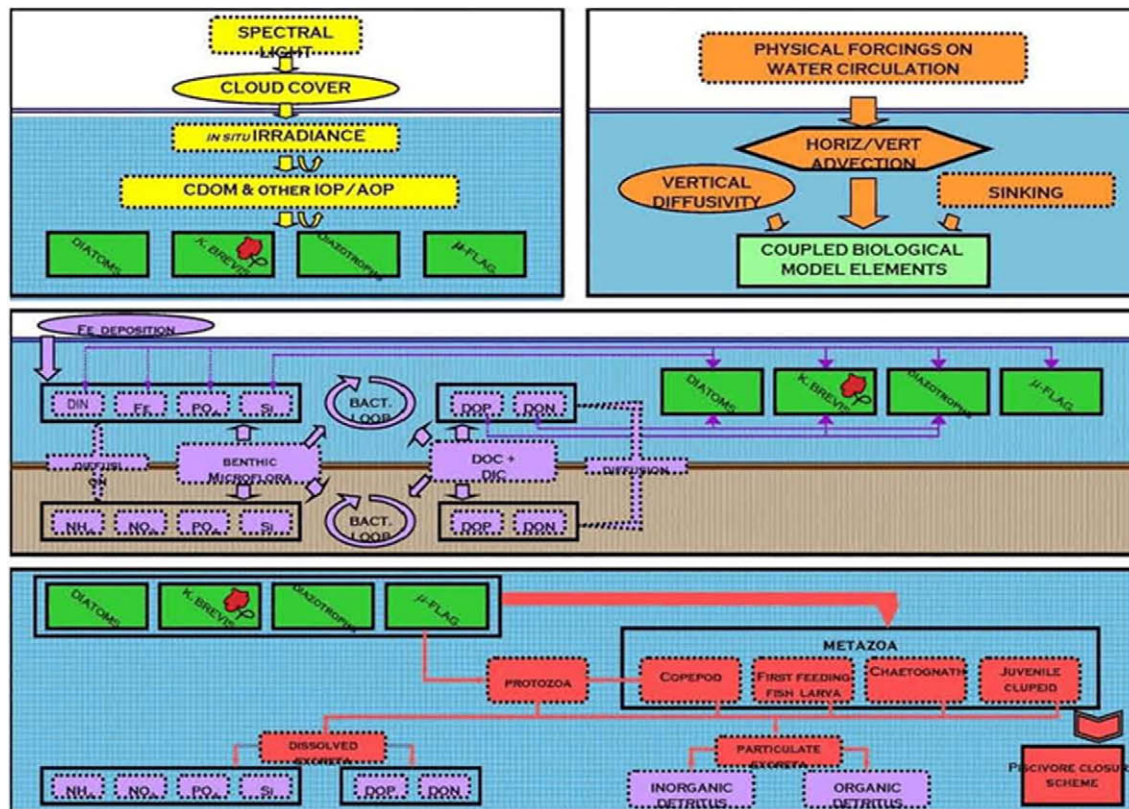 SPECTRAL
LIGHT
CLOUD COVER
IN SITU IRRADIANCE
CDOM & OTHER IOP/AOP
DIATOMS
K. BREVIS
DIAZOTROPHS
μ-FLAG
PHYSICAL FORCINGS ON
WATER CIRCULATION
HORIZ/VERT
ADVECTION
VERTICAL
DIFFUSIVITY
SINKING
COUPLED BIOLOGICAL
MODEL ELEMENTS
FE DEPOSITION
DIN
FE
PO4
SI
BACT.
LOOP
DOP
DON
DIATOMS
K. BREVIS
DIAZOTROPHS
μ-FLAG
DIFFUSI
ON
BENTHIC
MICROFLORA
DOC +
DIC
DIFFUSION
NH4
NO3
PO4
SI
BACT.
LOOP
DOP
DON
DIATOMS
K. BREVIS
DIAZOTROPHS
μ-FLAG
METAZOA
PROTOZOA
COPEPOD
FIRST FEEDING
FISH LARVA
CHAETOGNATH
JUVENILE
CLUPEID
DISSOLVED
EXCRETA
PARTICULATE
EXCRETA
PISCIVORE CLOSURE
SCHEME
NH4
NO3
PO4
SI
DOP
DON
INORGANIC
DETRITUS
ORGANIC
DETRITUS